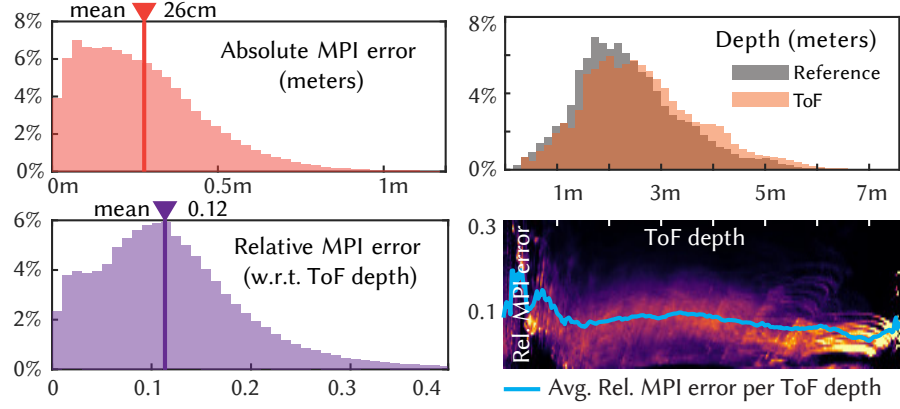 mean 26cm
8%
6%
4%
2%
0%
Absolute MPI error
(meters)
0m 0.5m 1m
8%
4%
0%
Depth (meters)
Reference
ToF
1m 3m 5m 7m
mean 0.12
6%
4%
2%
0%
Relative MPI error
(w.r.t. ToF depth)
0 0.1 0.2 0.3 0.4
0.3
0.1
Rel. MPI error
ToF depth
Avg. Rel. MPI error per ToF depth